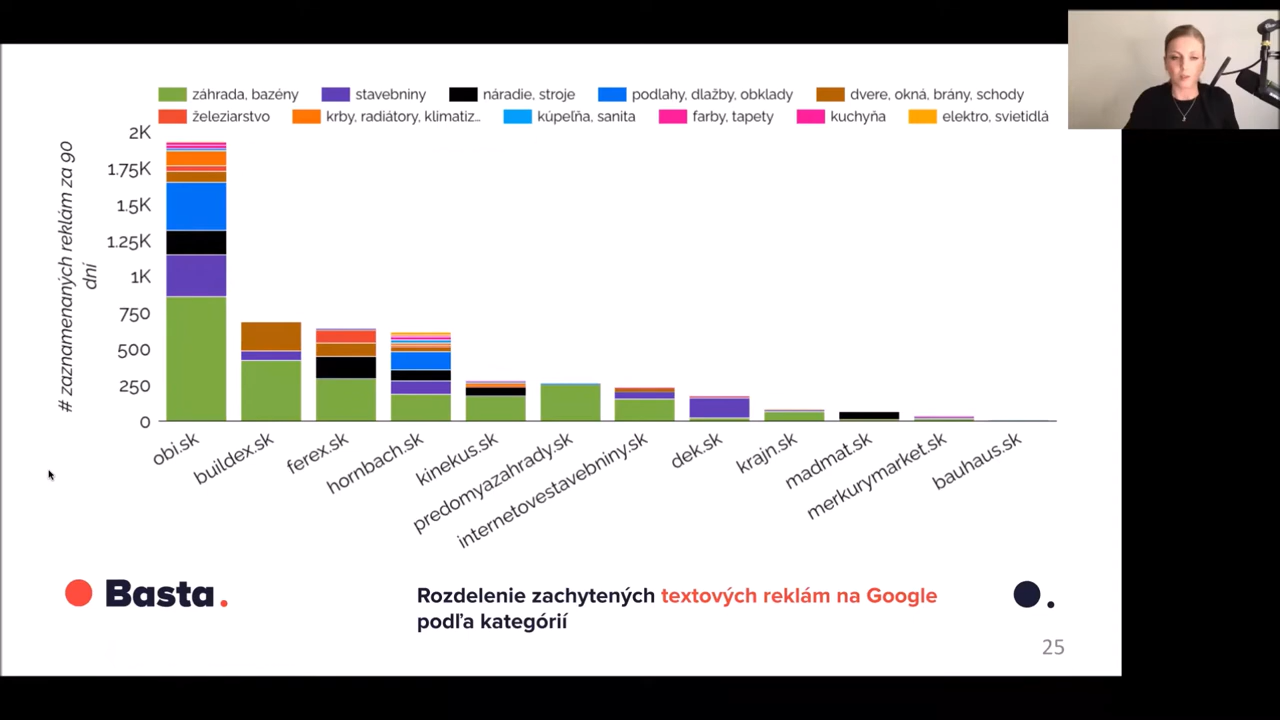 záhrada, bazény stavebniny náradie, stroje podlahy, dlažby, obklady dvere, okná, brány, schody
železiarstvo krby, radiátory, klimatiz… kúpeľňa, sanita farby, tapety kuchyňa elektro, svietidlá
# zaznamenaných reklám za 90
dní
2K
1.75K
1.5K
1.25K
1K
750
500
250
0
obi.sk
buildex.sk
ferex.sk
hornbach.sk
kinekus.sk
predomyazahrady.sk
internetovestavebniny.sk
dek.sk
krajn.sk
madmat.sk
merkurymarket.sk
bauhaus.sk
Basta.
Rozdelenie zachytených textových reklám na Google
podľa kategórií
25